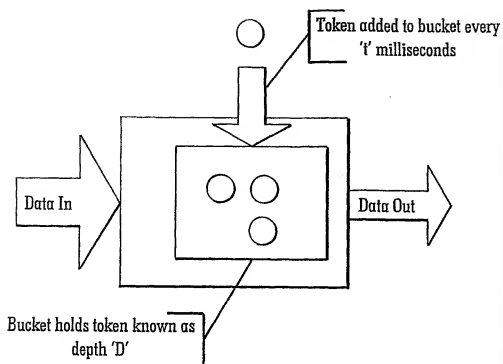 Token added to bucket every
't' milliseconds
Data In
Data Out
Bucket holds token known as
depth 'D'